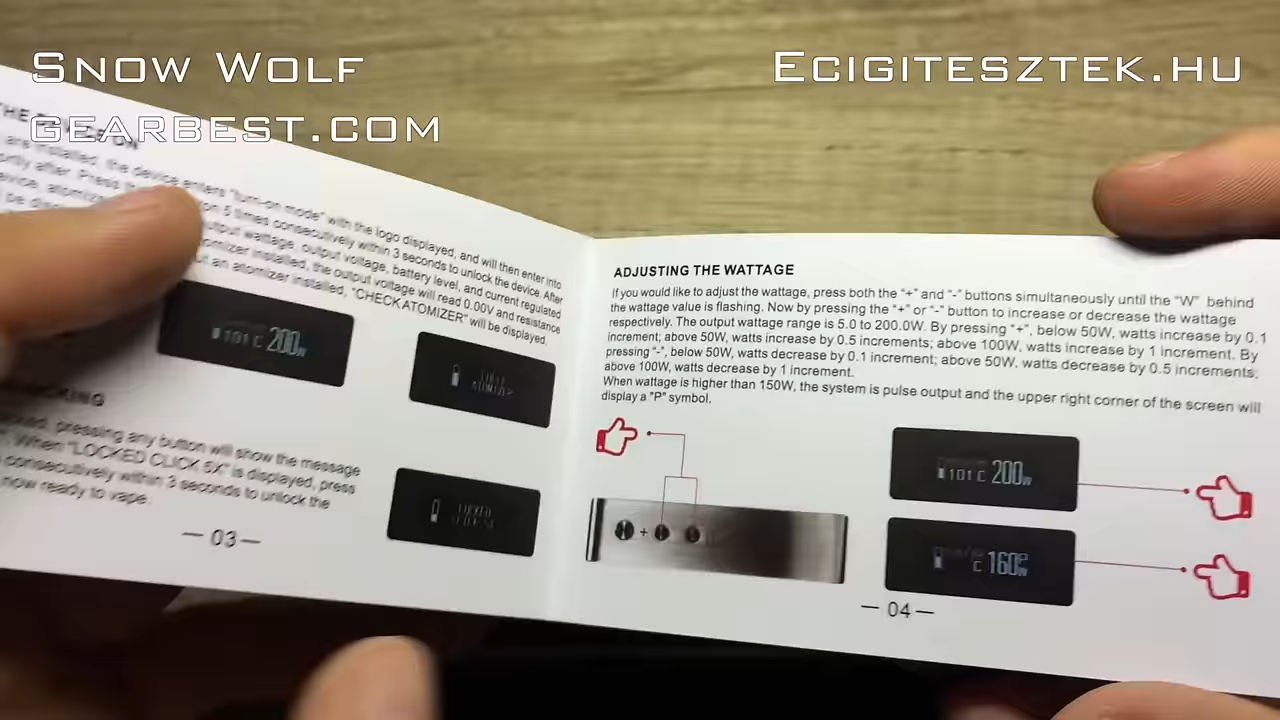 SNOW WOLF
GEARBEST.COM
ECIGITESZTEK.HU
are installed, the device enters "turn-on mode" with the logo displayed, and will then enter into
after. Press 5 times consecutively within 3 seconds to unlock the device. After
output wattage, output voltage, battery level, and current regulated
atomizer installed, the output voltage will read 0.00V and resistance
an atomizer installed, "CHECK ATOMIZER" will be displayed.
101C 200W
ATOMIZER
pressing any button will show the message
When "LOCKED CLICK 5X" is displayed, press
consecutively within 3 seconds to unlock the
now ready to vape.
LOCKED
— 03 —
ADJUSTING THE WATTAGE
If you would like to adjust the wattage, press both the "+" and "-" buttons simultaneously until the "W" behind
the wattage value is flashing. Now by pressing the "+" or "-" button to increase or decrease the wattage
respectively. The output wattage range is 5.0 to 200.0W. By pressing "+", below 50W, watts increase by 0.1
increment; above 50W, watts increase by 0.5 increments; above 100W, watts increase by 1 increment. By
pressing "-", below 50W, watts decrease by 0.1 increment; above 50W, watts decrease by 0.5 increments;
above 100W, watts decrease by 1 increment.
When wattage is higher than 150W, the system is pulse output and the upper right corner of the screen will
display a "P" symbol.
+
101C 200W
C 160W
— 04 —